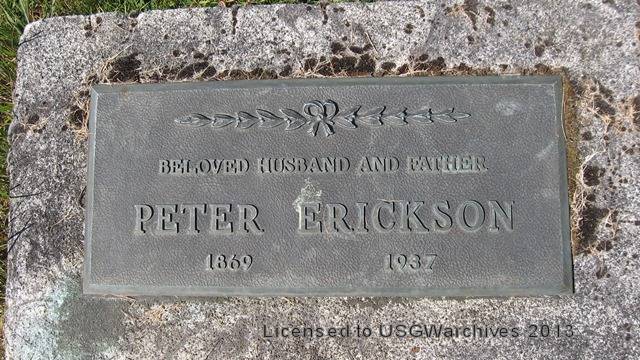 BELOVED HUSBAND AND FATHER
PETER ERICKSON
1869 1937
Licensed to USGWarchives 2013